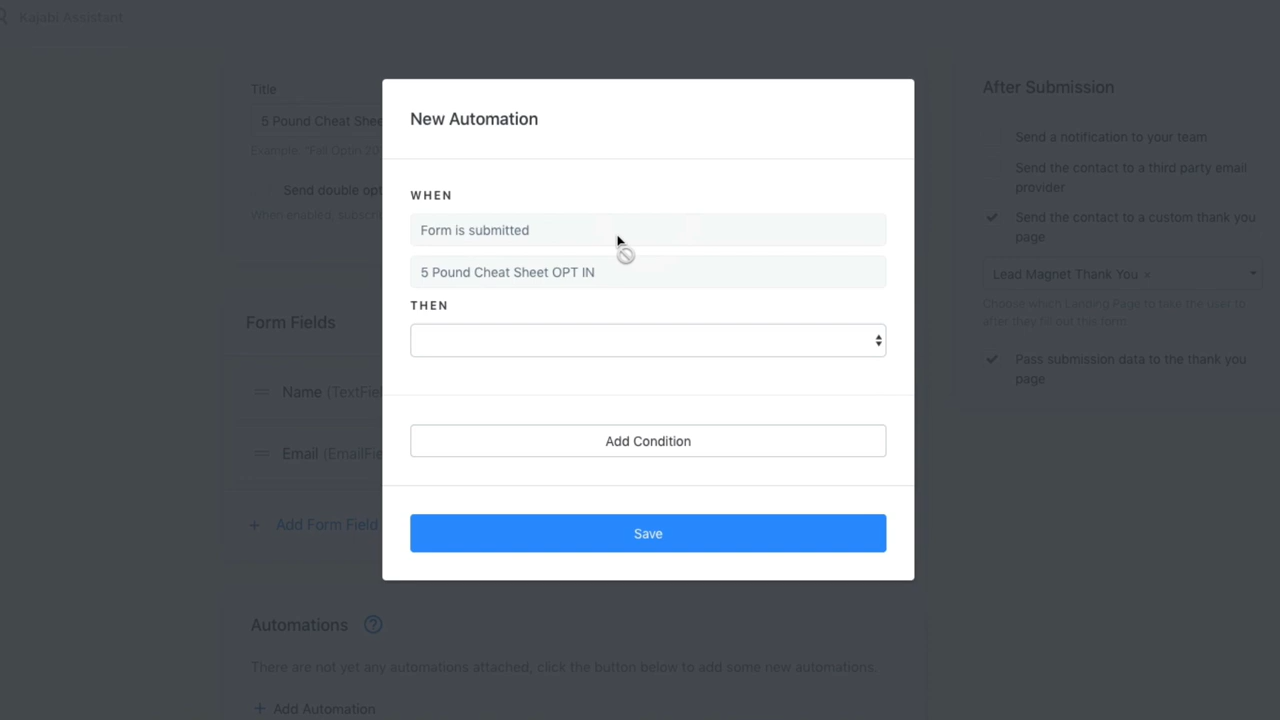 Kajabi Assistant
New Automation
WHEN
Form is submitted
5 Pound Cheat Sheet OPT IN
THEN
Add Condition
Save
Title
5 Pound Cheat Shee
Example: "Fall Optin 20
Send double opt
When enabled, subscri
Form Fields
Name (TextFiel
Email (EmailFie
+ Add Form Field
Automations ?
There are not yet any automations attached, click the button below to add some new automations.
+ Add Automation
After Submission
Send a notification to your team
Send the contact to a third party email
provider
Send the contact to a custom thank you
page
Lead Magnet Thank You ×
Choose which Landing Page to take the user to
after they fill out this form.
Pass submission data to the thank you
page